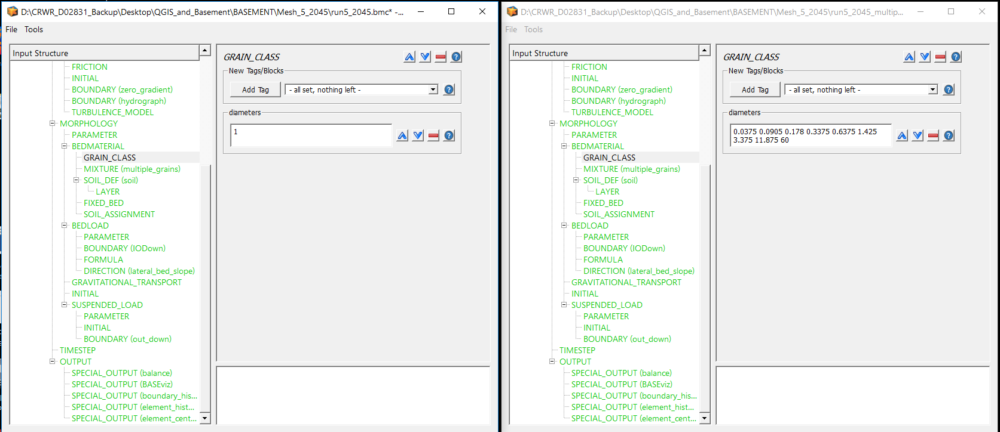 D:\CRWR_D02831_Backup\Desktop\QGIS_and_Basement\BASEMENT\Mesh_5_2045\run5_2045.bmc* -...
File Tools
Input Structure
FRICTION
INITIAL
BOUNDARY (zero_gradient)
BOUNDARY (hydrograph)
TURBULENCE_MODEL
MORPHOLOGY
PARAMETER
BEDMATERIAL
GRAIN_CLASS
MIXTURE (multiple_grains)
SOIL_DEF (soil)
LAYER
FIXED_BED
SOIL_ASSIGNMENT
BEDLOAD
PARAMETER
BOUNDARY (IODown)
FORMULA
DIRECTION (lateral_bed_slope)
GRAVITATIONAL_TRANSPORT
INITIAL
SUSPENDED_LOAD
PARAMETER
INITIAL
BOUNDARY (out_down)
TIMESTEP
OUTPUT
SPECIAL_OUTPUT (balance)
SPECIAL_OUTPUT (BASEviz)
SPECIAL_OUTPUT (boundary_his...
SPECIAL_OUTPUT (element_hist...
SPECIAL_OUTPUT (element_cent...
GRAIN_CLASS
New Tags/Blocks
Add Tag - all set, nothing left -
diameters
1
D:\CRWR_D02831_Backup\Desktop\QGIS_and_Basement\BASEMENT\Mesh_5_2045\run5_2045_multip...
File Tools
Input Structure
FRICTION
INITIAL
BOUNDARY (zero_gradient)
BOUNDARY (hydrograph)
TURBULENCE_MODEL
MORPHOLOGY
PARAMETER
BEDMATERIAL
GRAIN_CLASS
MIXTURE (multiple_grains)
SOIL_DEF (soil)
LAYER
FIXED_BED
SOIL_ASSIGNMENT
BEDLOAD
PARAMETER
BOUNDARY (IODown)
FORMULA
DIRECTION (lateral_bed_slope)
GRAVITATIONAL_TRANSPORT
INITIAL
SUSPENDED_LOAD
PARAMETER
INITIAL
BOUNDARY (out_down)
TIMESTEP
OUTPUT
SPECIAL_OUTPUT (balance)
SPECIAL_OUTPUT (BASEviz)
SPECIAL_OUTPUT (boundary_his...
SPECIAL_OUTPUT (element_hist...
SPECIAL_OUTPUT (element_cent...
GRAIN_CLASS
New Tags/Blocks
Add Tag - all set, nothing left -
diameters
0.0375 0.0905 0.178 0.3375 0.6375 1.425
3.375 11.875 60